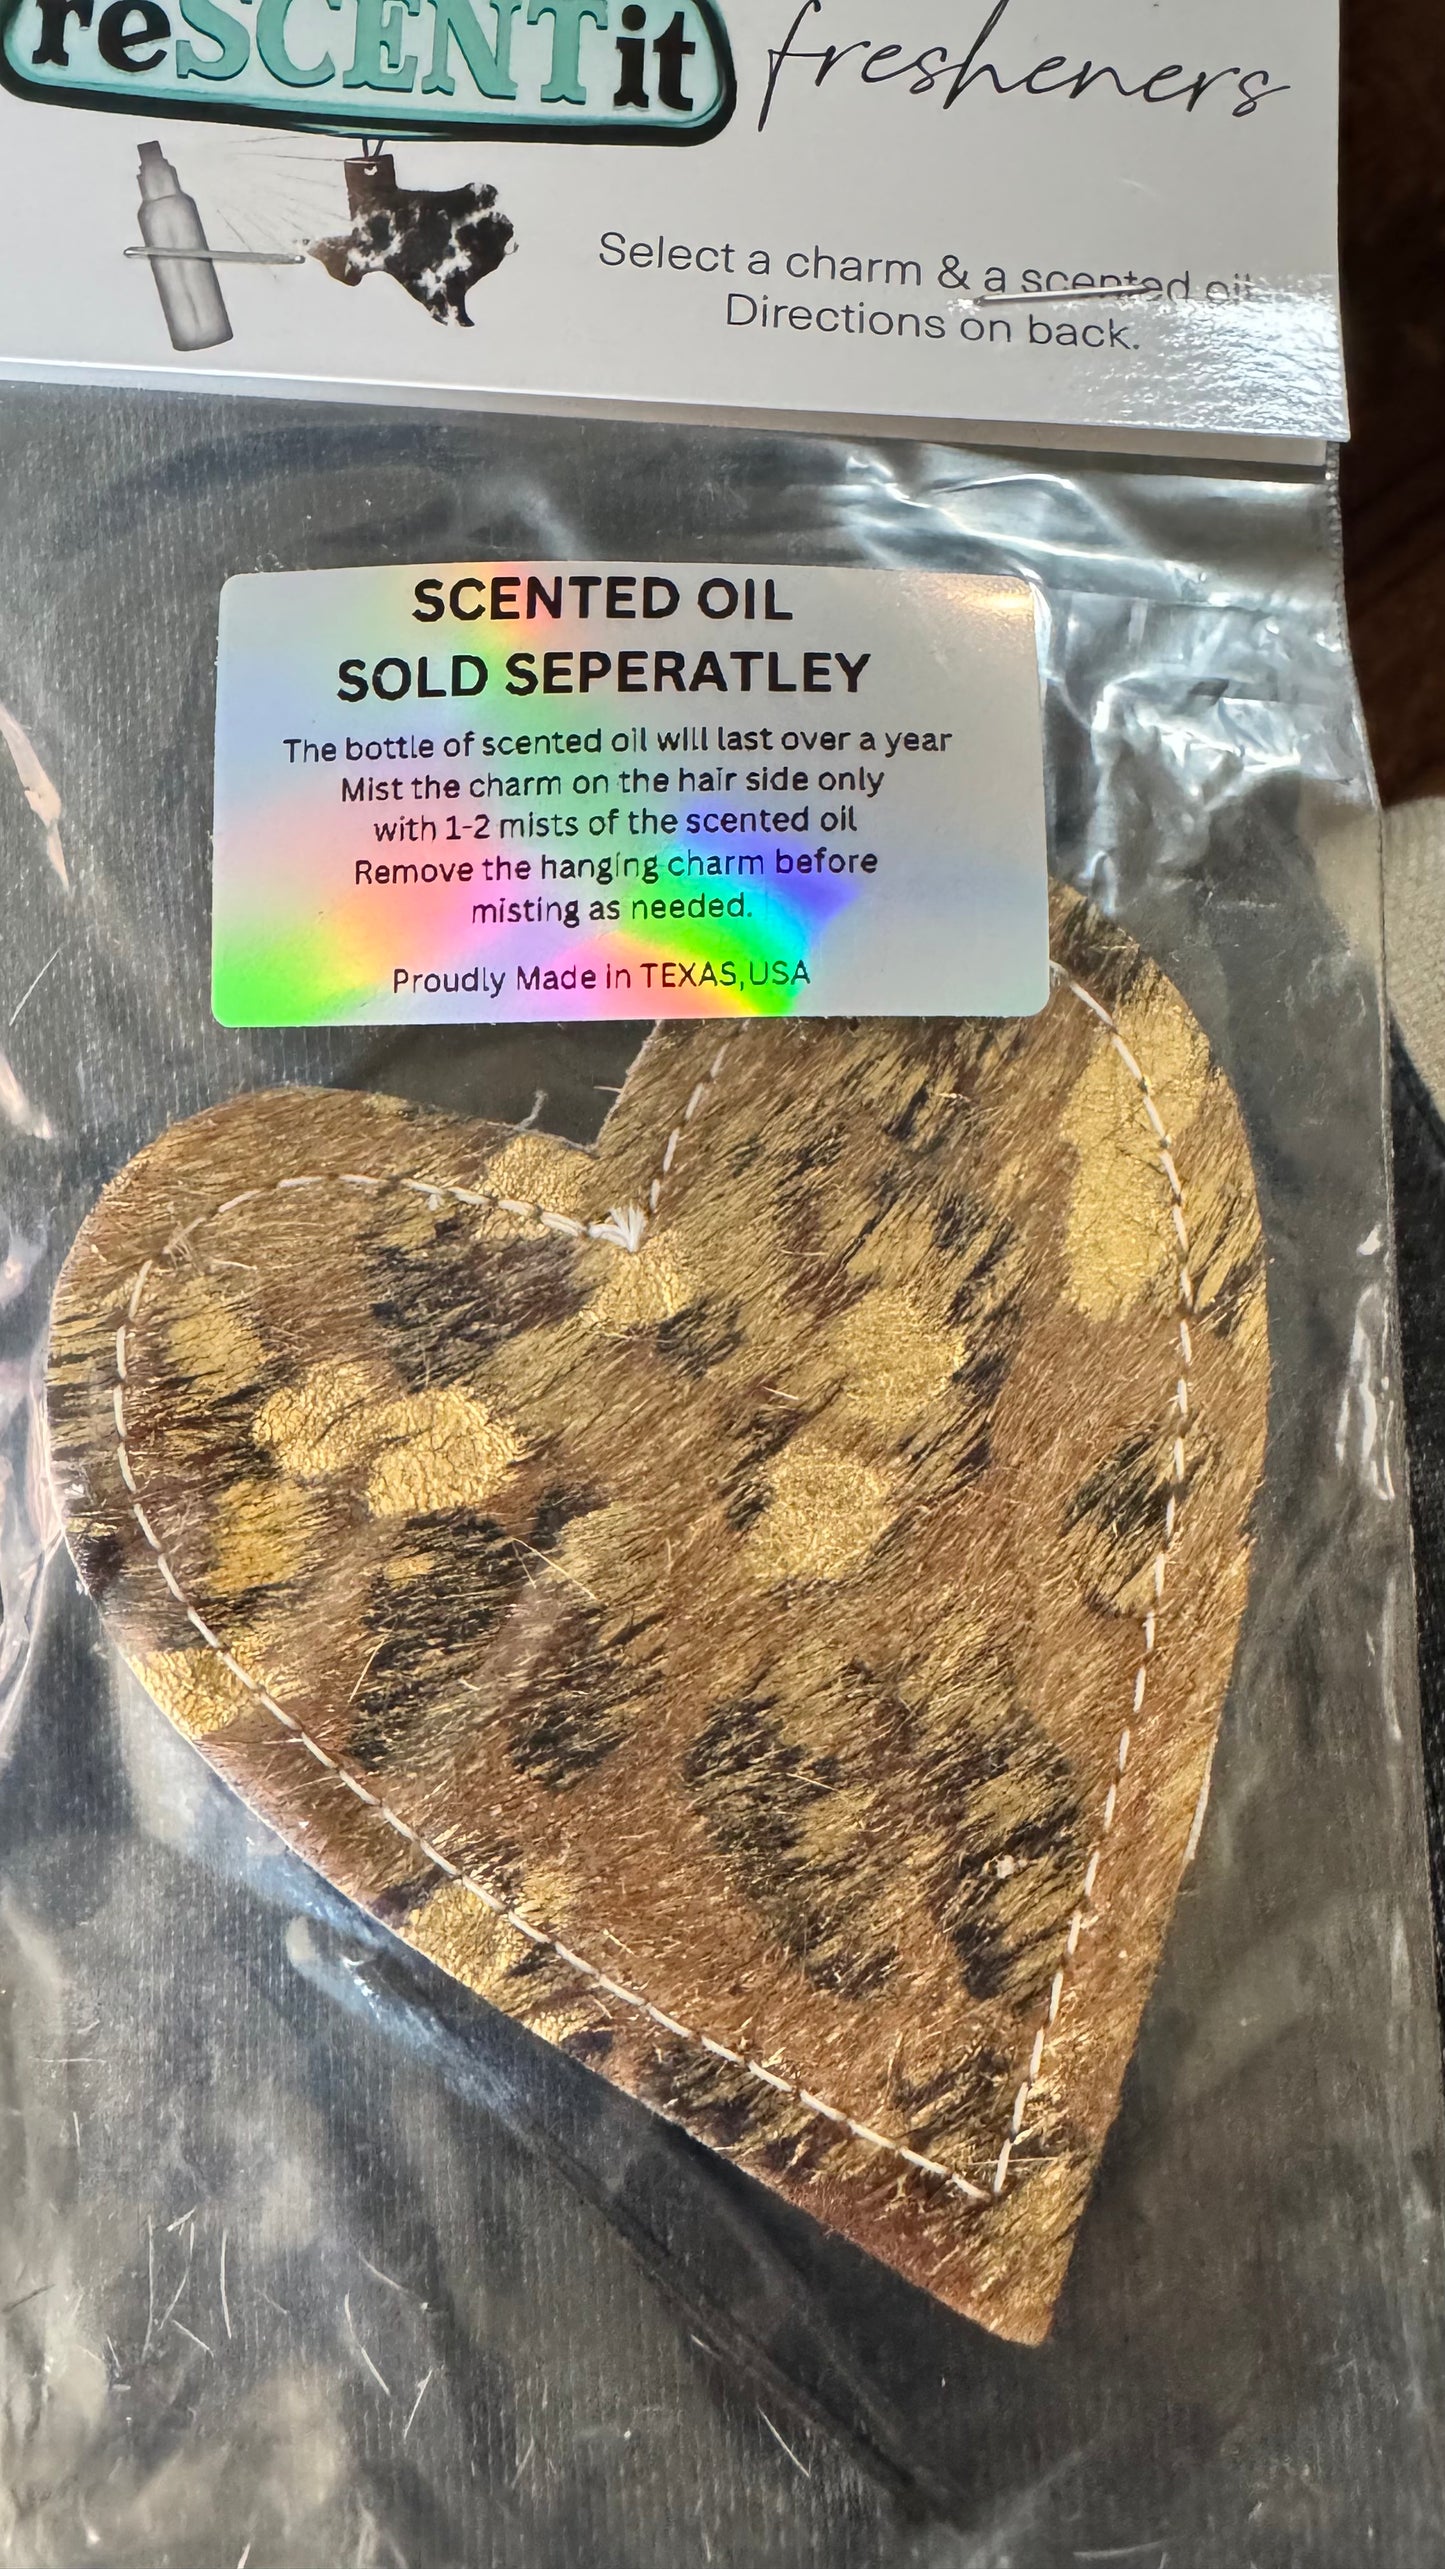 reSCENTit fresheners
Select a charm & a scented oil
Directions on back.
SCENTED OIL
SOLD SEPERATLEY
The bottle of scented oil will last over a year
Mist the charm on the hair side only
with 1-2 mists of the scented oil
Remove the hanging charm before
misting as needed.
Proudly Made in TEXAS,USA